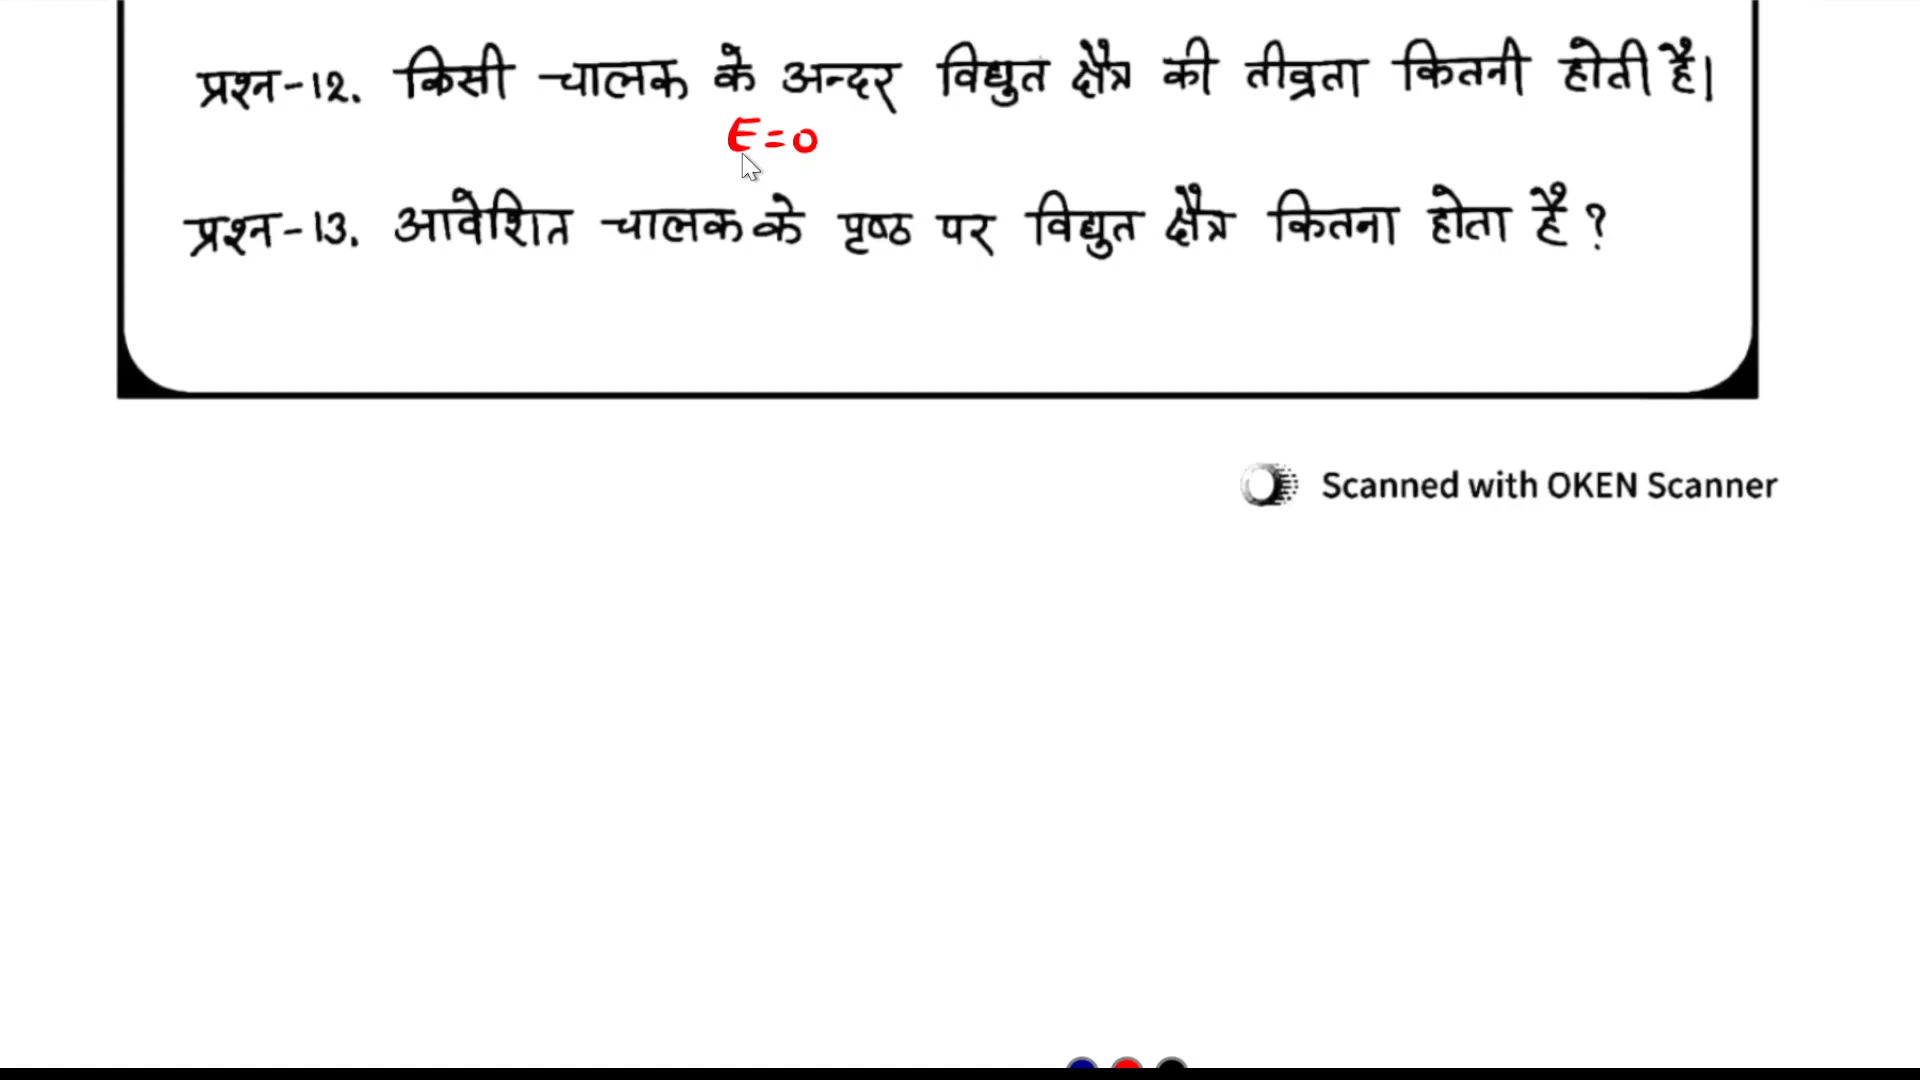 प्रश्न-12. किसी चालक के अन्दर विद्युत क्षैत्र की तीव्रता कितनी होती है।
E=0
प्रश्न-13. आवेशित चालक के पृष्ठ पर विद्युत क्षैत्र कितना होता है ?
Scanned with OKEN Scanner